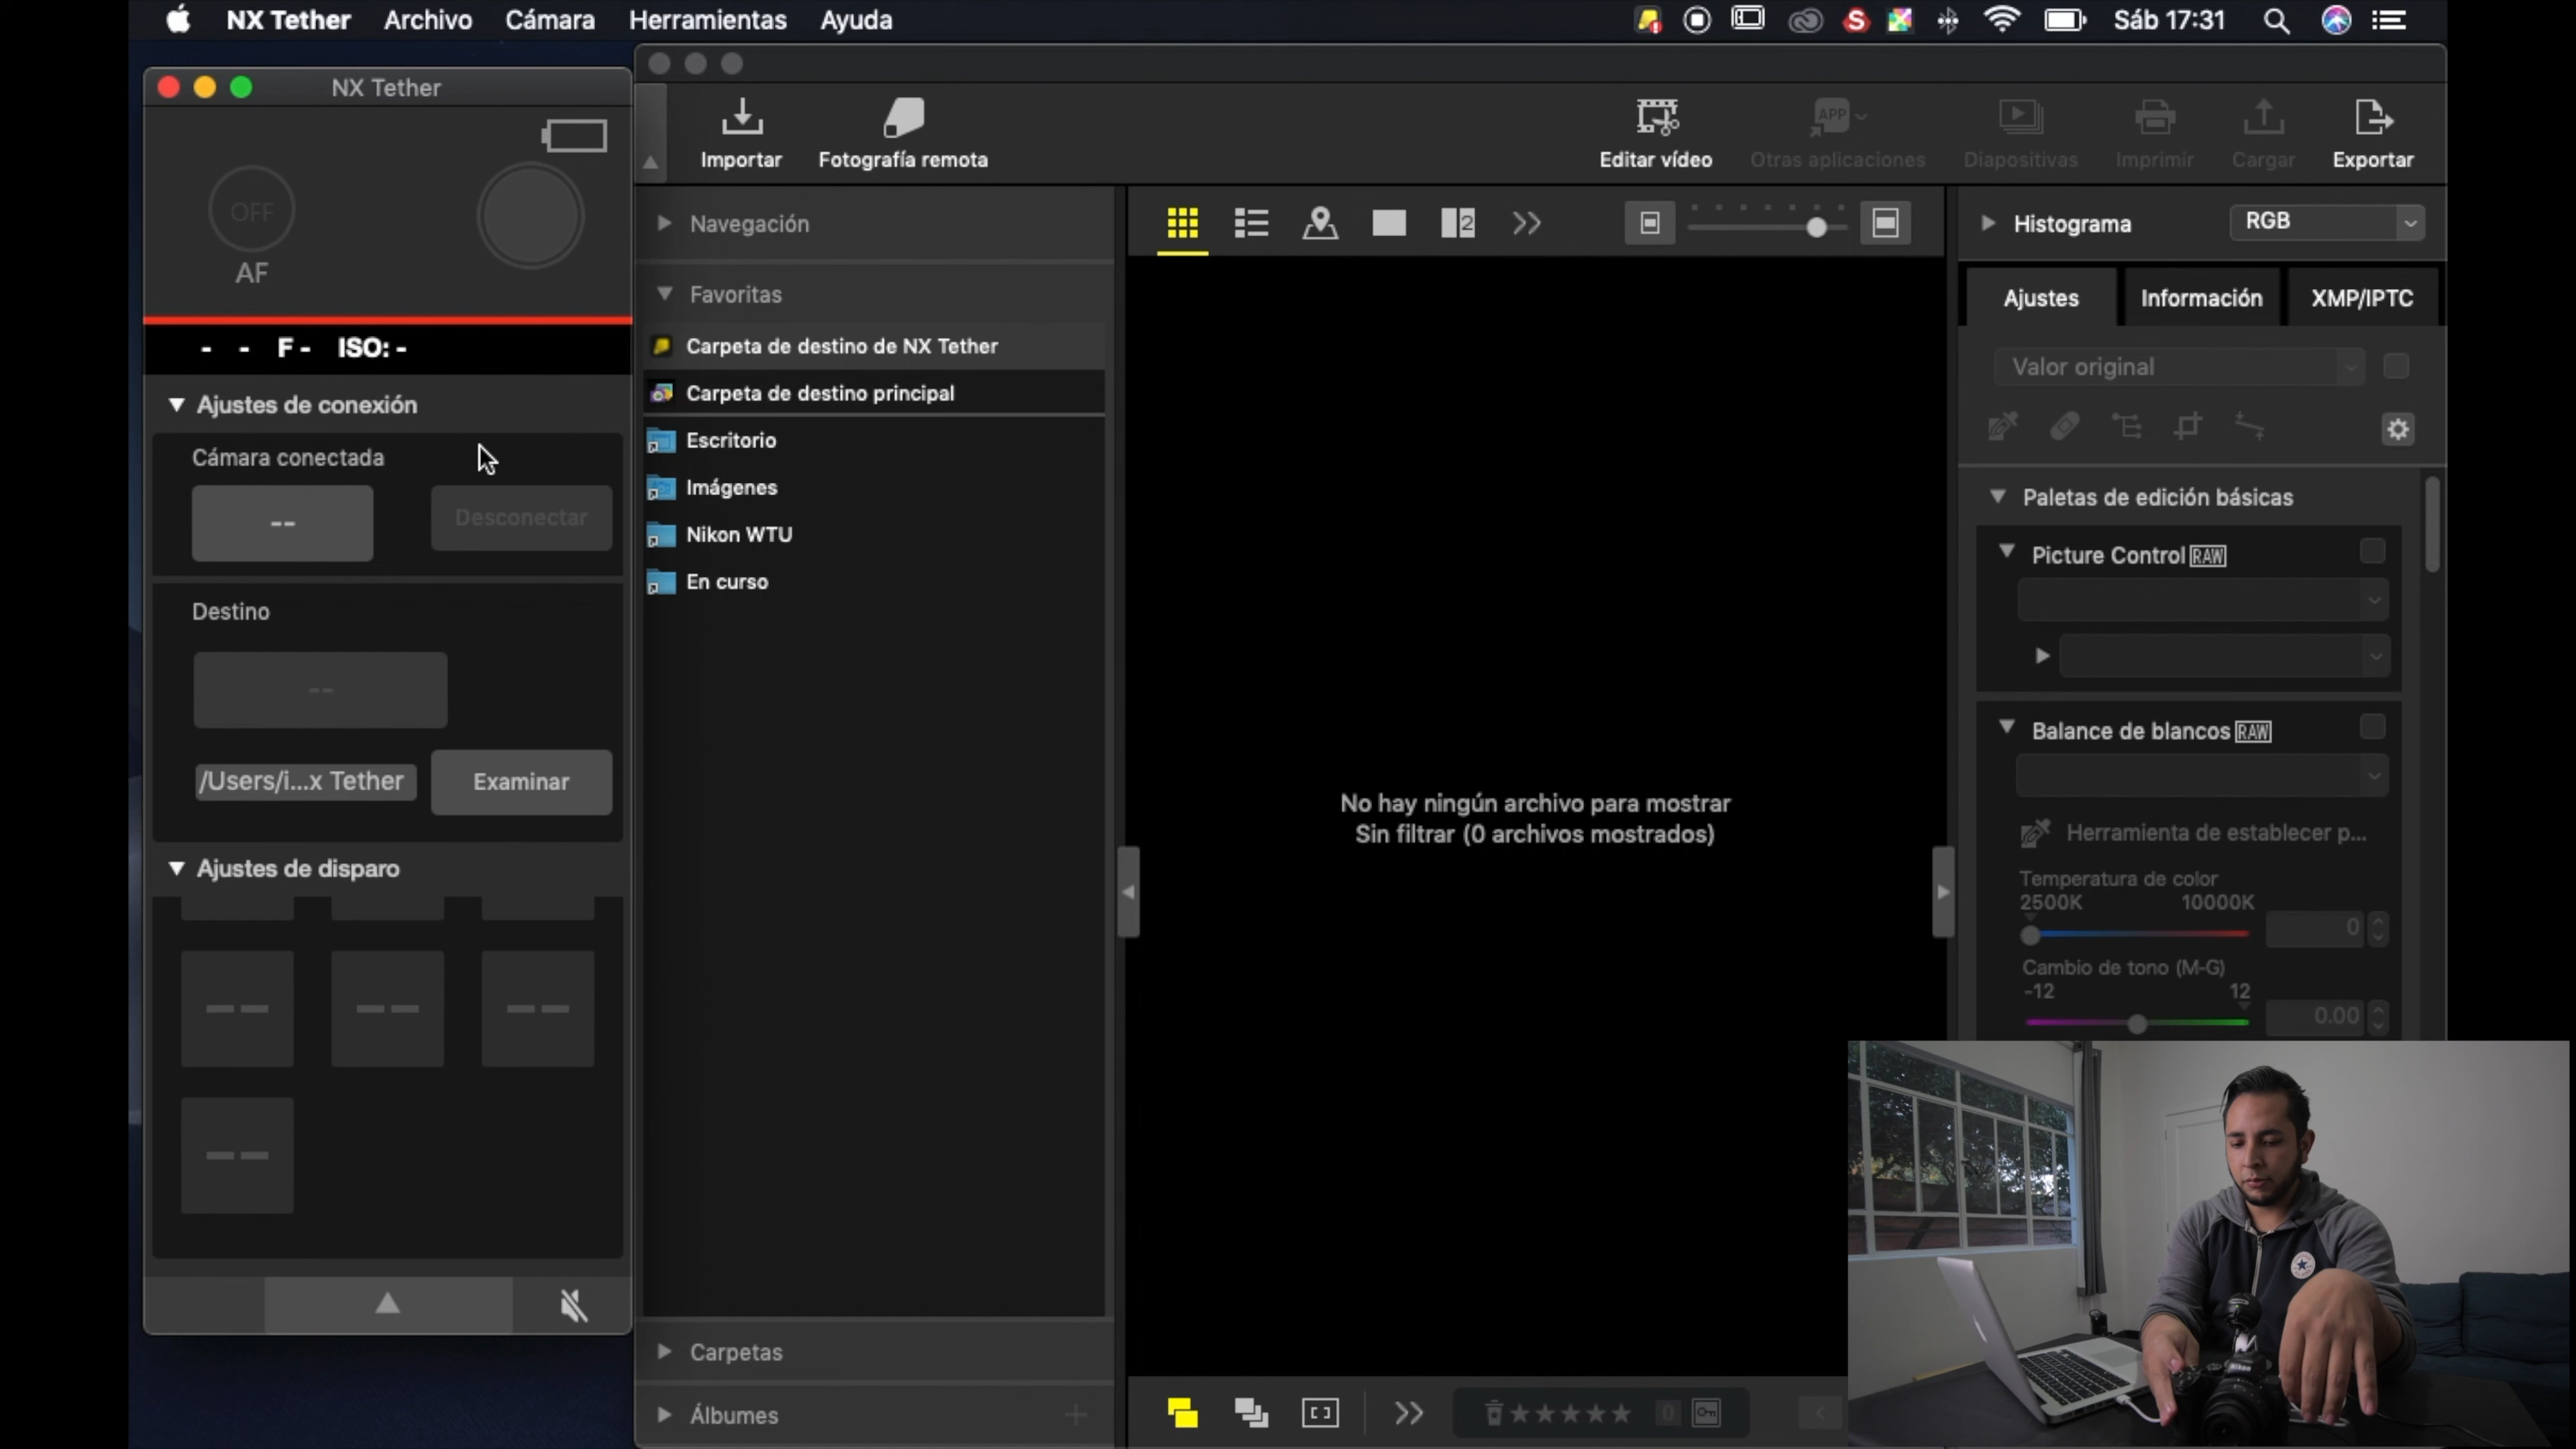 NX Tether Archivo Cámara Herramientas Ayuda Sáb 17:31
NX Tether
OFF
AF
- - F - ISO: -
Ajustes de conexión
Cámara conectada
-- Desconectar
Destino
--
/Users/i...x Tether Examinar
Ajustes de disparo
-- -- --
--
Importar Fotografía remota Editar vídeo Otras aplicaciones Diapositivas Imprimir Cargar Exportar
APP
Navegación
Favoritas
Carpeta de destino de NX Tether
Carpeta de destino principal
Escritorio
Imágenes
Nikon WTU
En curso
Carpetas
Álbumes
2
No hay ningún archivo para mostrar
Sin filtrar (0 archivos mostrados)
0
Histograma RGB
Ajustes Información XMP/IPTC
Valor original
Paletas de edición básicas
Picture Control RAW
Balance de blancos RAW
Herramienta de establecer p...
Temperatura de color
2500K 10000K 0
Cambio de tono (M-G)
-12 12 0.00
Nikon